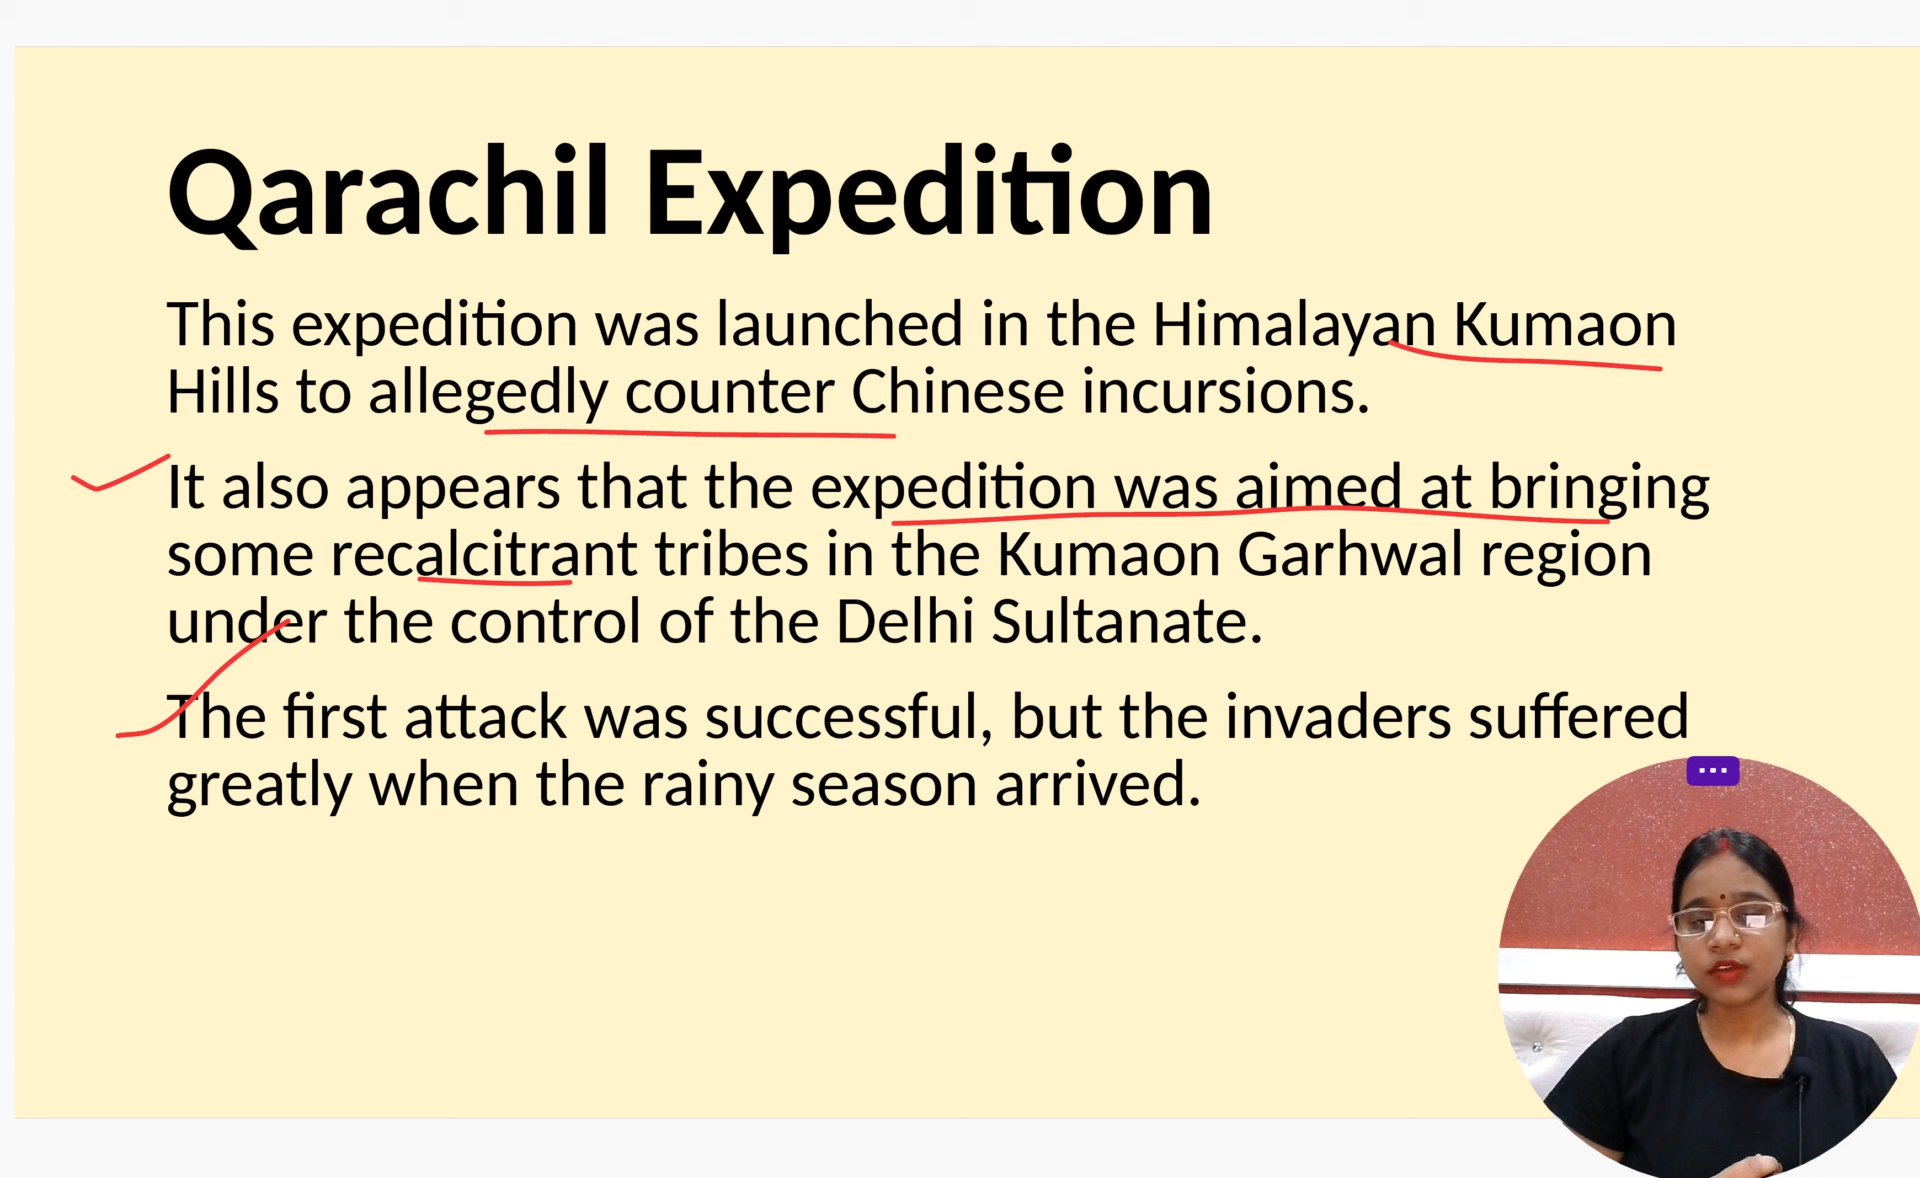 Qarachil Expedition
This expedition was launched in the Himalayan Kumaon
Hills to allegedly counter Chinese incursions.
It also appears that the expedition was aimed at bringing
some recalcitrant tribes in the Kumaon Garhwal region
under the control of the Delhi Sultanate.
The first attack was successful, but the invaders suffered
greatly when the rainy season arrived.